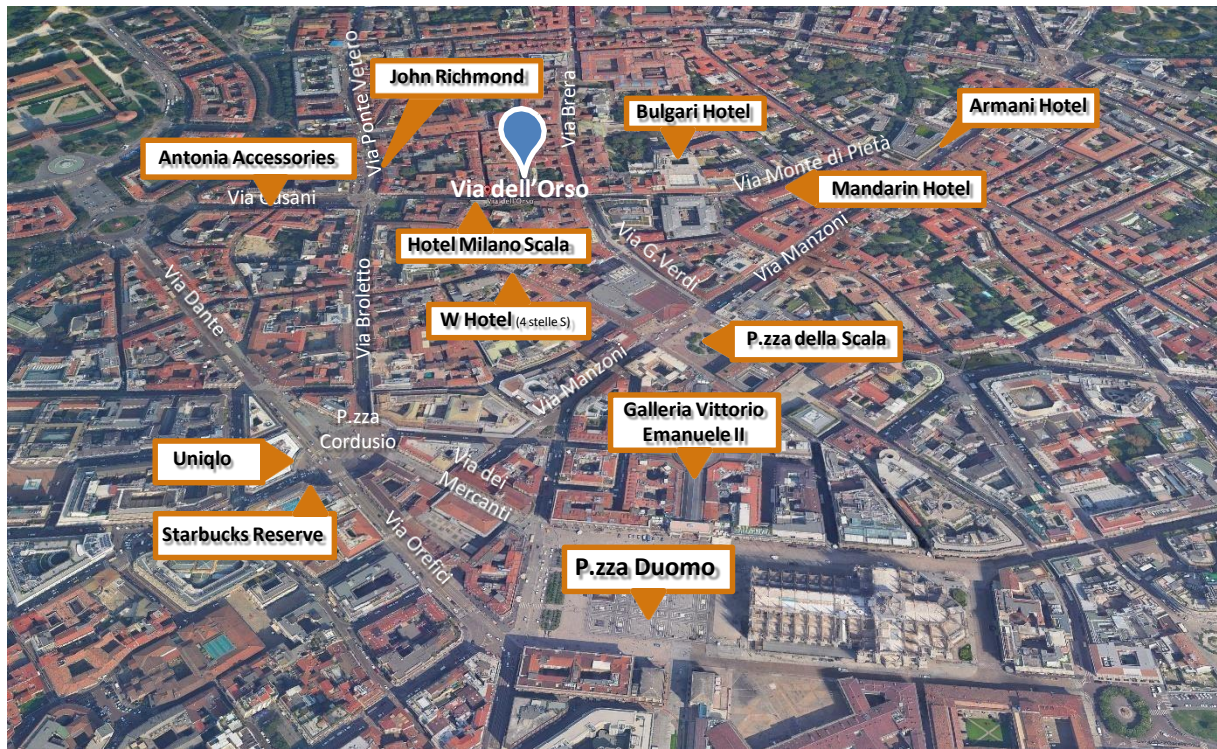 John Richmond
Via Ponte Vetero
Via Brera
Bulgari Hotel
Armani Hotel
Antonia Accessories
Via Cusani
Via dell'Orso
Via dell'Orso
Via Monte di Pietà
Mandarin Hotel
Hotel Milano Scala
Via G.Verdi
Via Manzoni
Via Dante
Via Broletto
W Hotel (4 stelle S)
P.zza della Scala
Via Manzoni
Galleria Vittorio
Emanuele II
P.zza
Cordusio
Uniqlo
Via dei
Mercanti
Starbucks Reserve
Via Orefici
P.zza Duomo